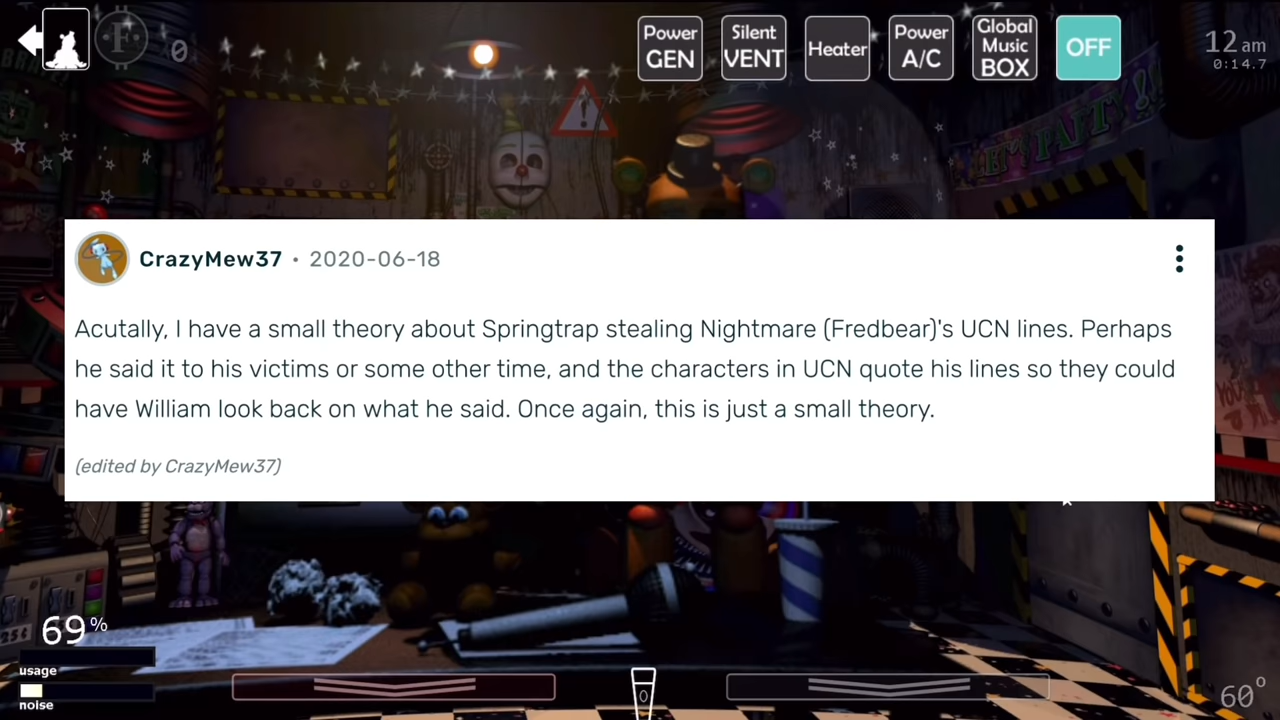 Power
GEN
Silent
VENT
Heater
Power
A/C
Global
Music
BOX
OFF
12 am
0:14.7
F
0
LET'S PARTY!!
CrazyMew37 • 2020-06-18
Acutally, I have a small theory about Springtrap stealing Nightmare (Fredbear)'s UCN lines. Perhaps
he said it to his victims or some other time, and the characters in UCN quote his lines so they could
have William look back on what he said. Once again, this is just a small theory.
(edited by CrazyMew37)
69%
usage
noise
0
60°